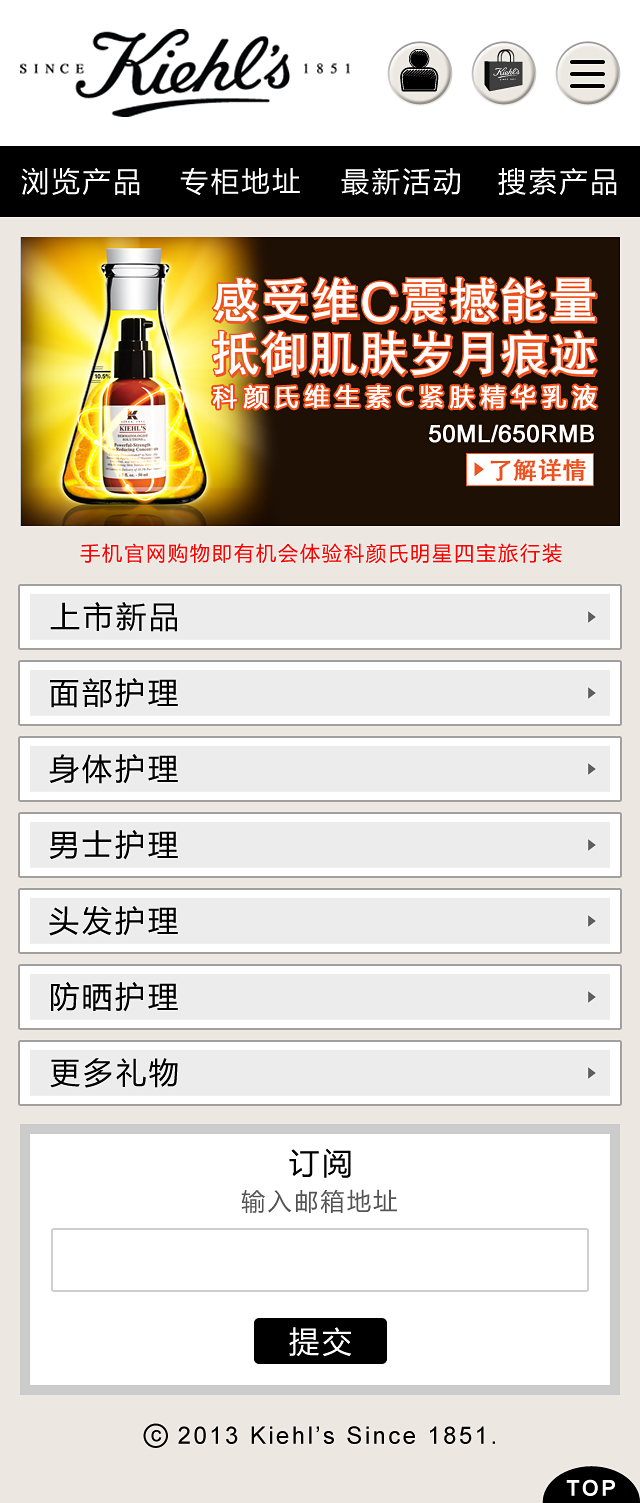 SINCE Kiehl's 1851
浏览产品 专柜地址 最新活动 搜索产品
感受维C震撼能量
抵御肌肤岁月痕迹
科颜氏维生素C紧肤精华乳液
50ML/650RMB
了解详情
10.5%
K
KIEHL'S
DERMATOLOGIST
SOLUTIONS
Powerful-Strength
手机官网购物即有机会体验科颜氏明星四宝旅行装
上市新品
面部护理
身体护理
男士护理
头发护理
防晒护理
更多礼物
订阅
输入邮箱地址
提交
© 2013 Kiehl's Since 1851.
TOP